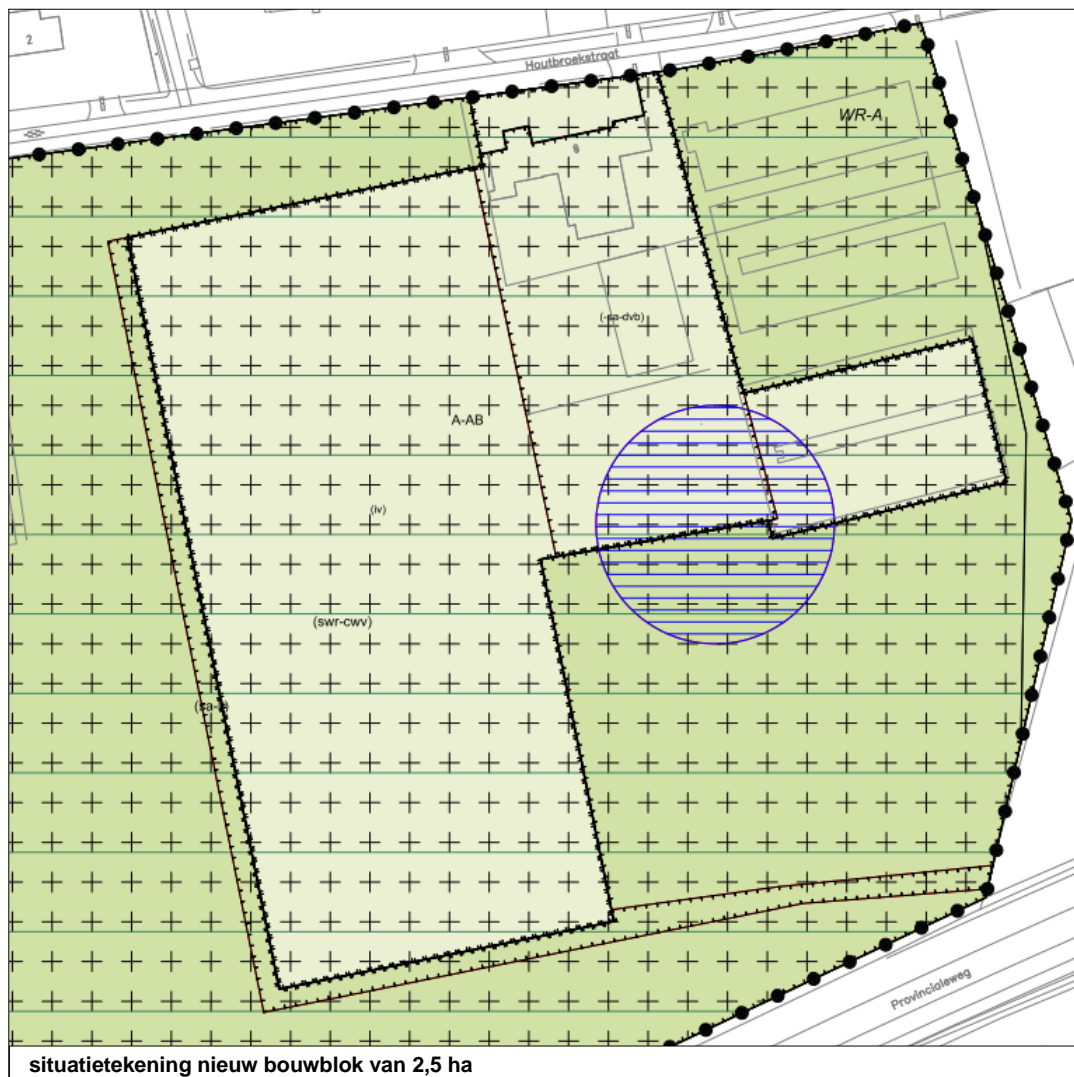 2
Houtbroekstraat
WR-A
9
(-sa-dvb)
A-AB
(iv)
(swr-cwv)
Provincialeweg
situatietekening nieuw bouwblok van 2,5 ha